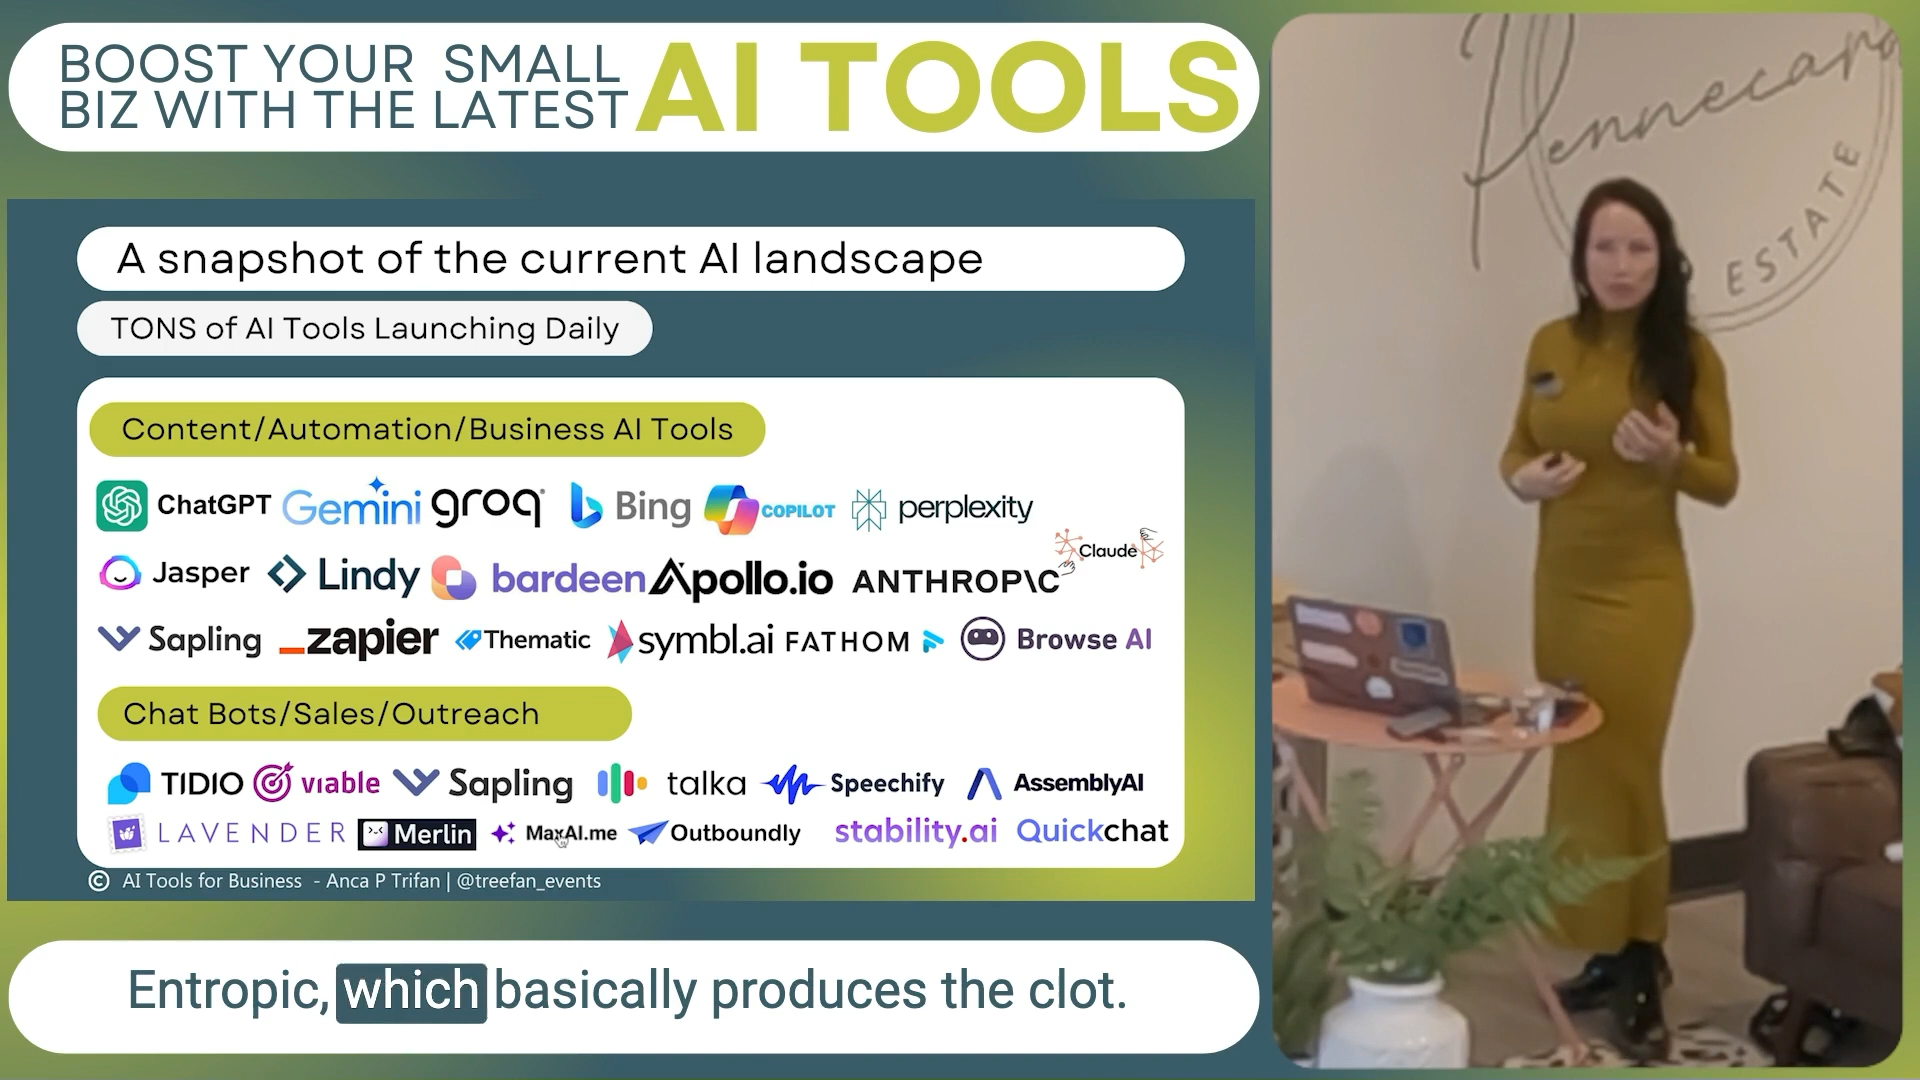 BOOST YOUR SMALL
BIZ WITH THE LATEST
AI TOOLS
A snapshot of the current AI landscape
TONS of AI Tools Launching Daily
Content/Automation/Business AI Tools
ChatGPT Gemini groq Bing COPILOT perplexity
Claude
Jasper Lindy bardeen Apollo.io ANTHROP\C
Sapling _zapier Thematic symbl.ai FATHOM Browse AI
Chat Bots/Sales/Outreach
TIDIO viable Sapling talka Speechify AssemblyAI
LAVENDER Merlin MaxAI.me Outboundly stability.ai Quickchat
© AI Tools for Business - Anca P Trifan | @treefan_events
Entropic, which basically produces the clot.
ESTATE